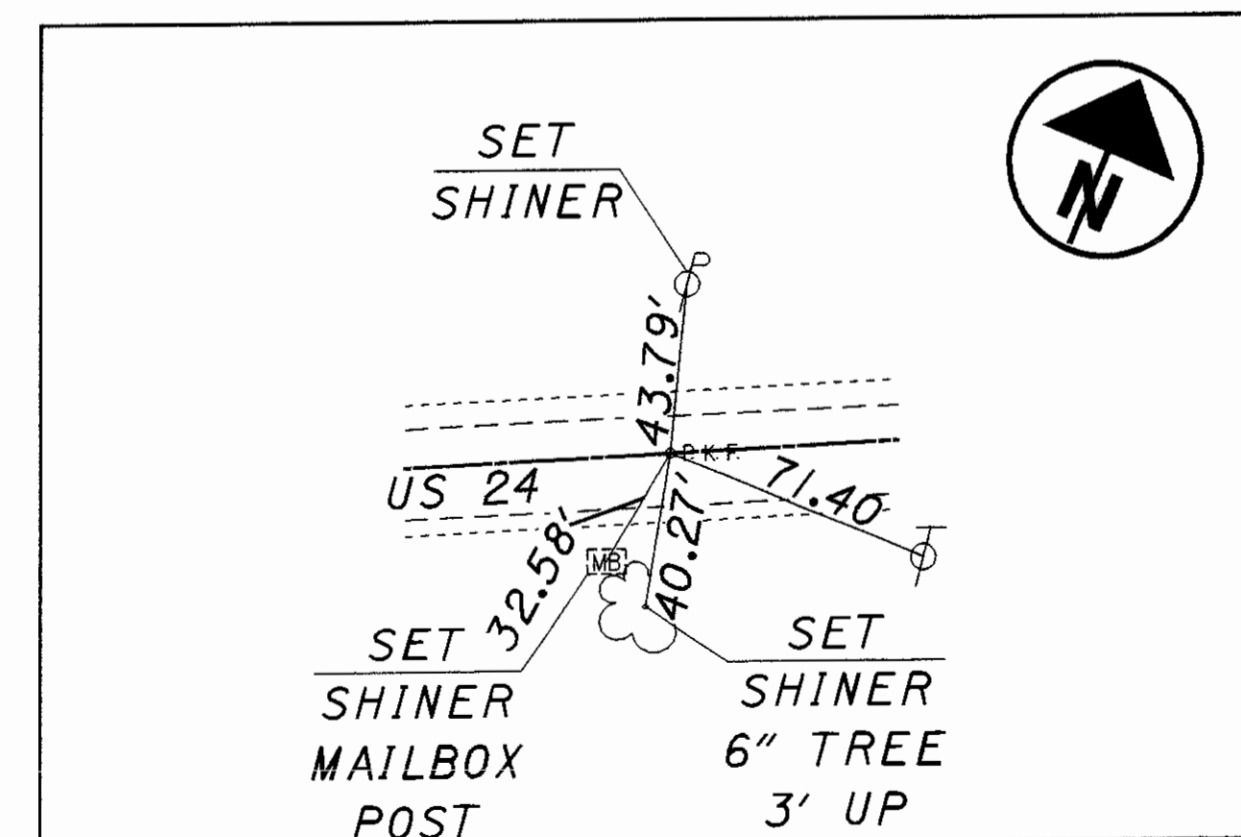 SET
SHINER
N
P
43.79'
P.K.F.
US 24
71.40
32.58'
40.27'
MB
T
SET
SHINER
MAILBOX
POST
SET
SHINER
6" TREE
3' UP